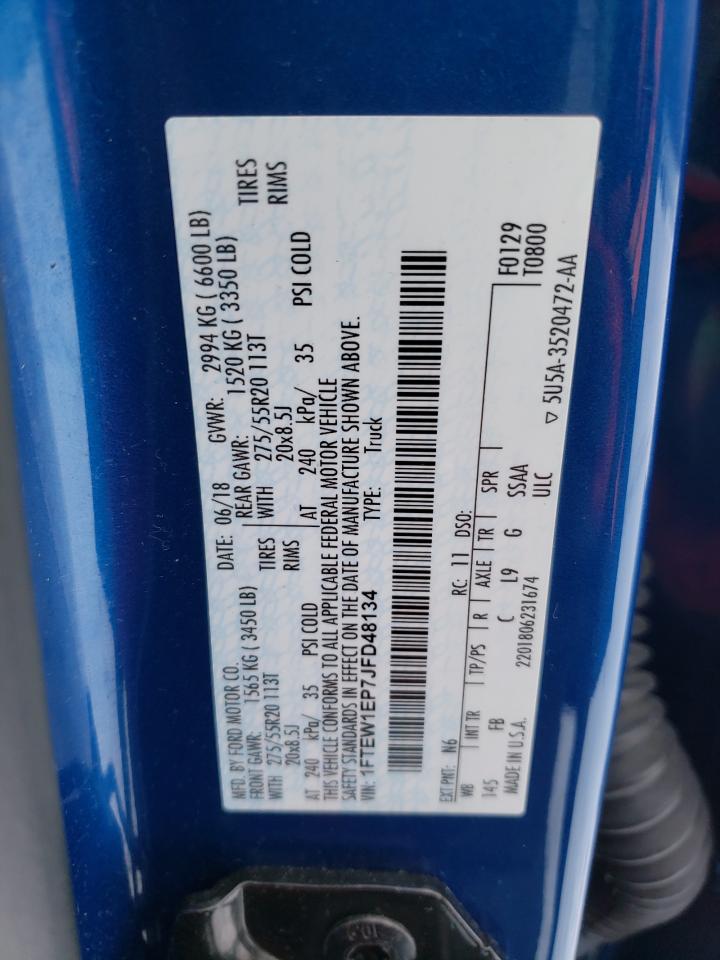 MFD. BY FORD MOTOR CO. DATE: 06/18 GVWR: 2994 KG ( 6600 LB)
FRONT GAWR: 1565 KG ( 3450 LB) REAR GAWR: 1520 KG ( 3350 LB)
WITH 275/55R20 113T TIRES WITH 275/55R20 113T TIRES
20x8.5J RIMS 20x8.5J RIMS
AT 240 kPa/ 35 PSI COLD AT 240 kPa/ 35 PSI COLD
THIS VEHICLE CONFORMS TO ALL APPLICABLE FEDERAL MOTOR VEHICLE
SAFETY STANDARDS IN EFFECT ON THE DATE OF MANUFACTURE SHOWN ABOVE.
VIN: 1FTEW1EP7JFD48134 TYPE: Truck
EXT PNT: N6 RC: 11 DSO: F0129
WB INT TR TP/PS R AXLE TR SPR T0800
145 FB C L9 G SSAA
MADE IN U.S.A. 2201806231674 ULC ▽ 5U5A-3520472-AA